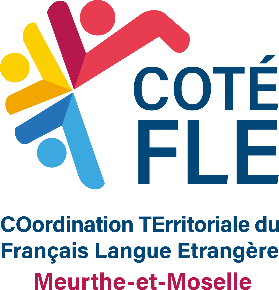 COTÉ
FLE
COordination TErritoriale du
Français Langue Etrangère
Meurthe-et-Moselle